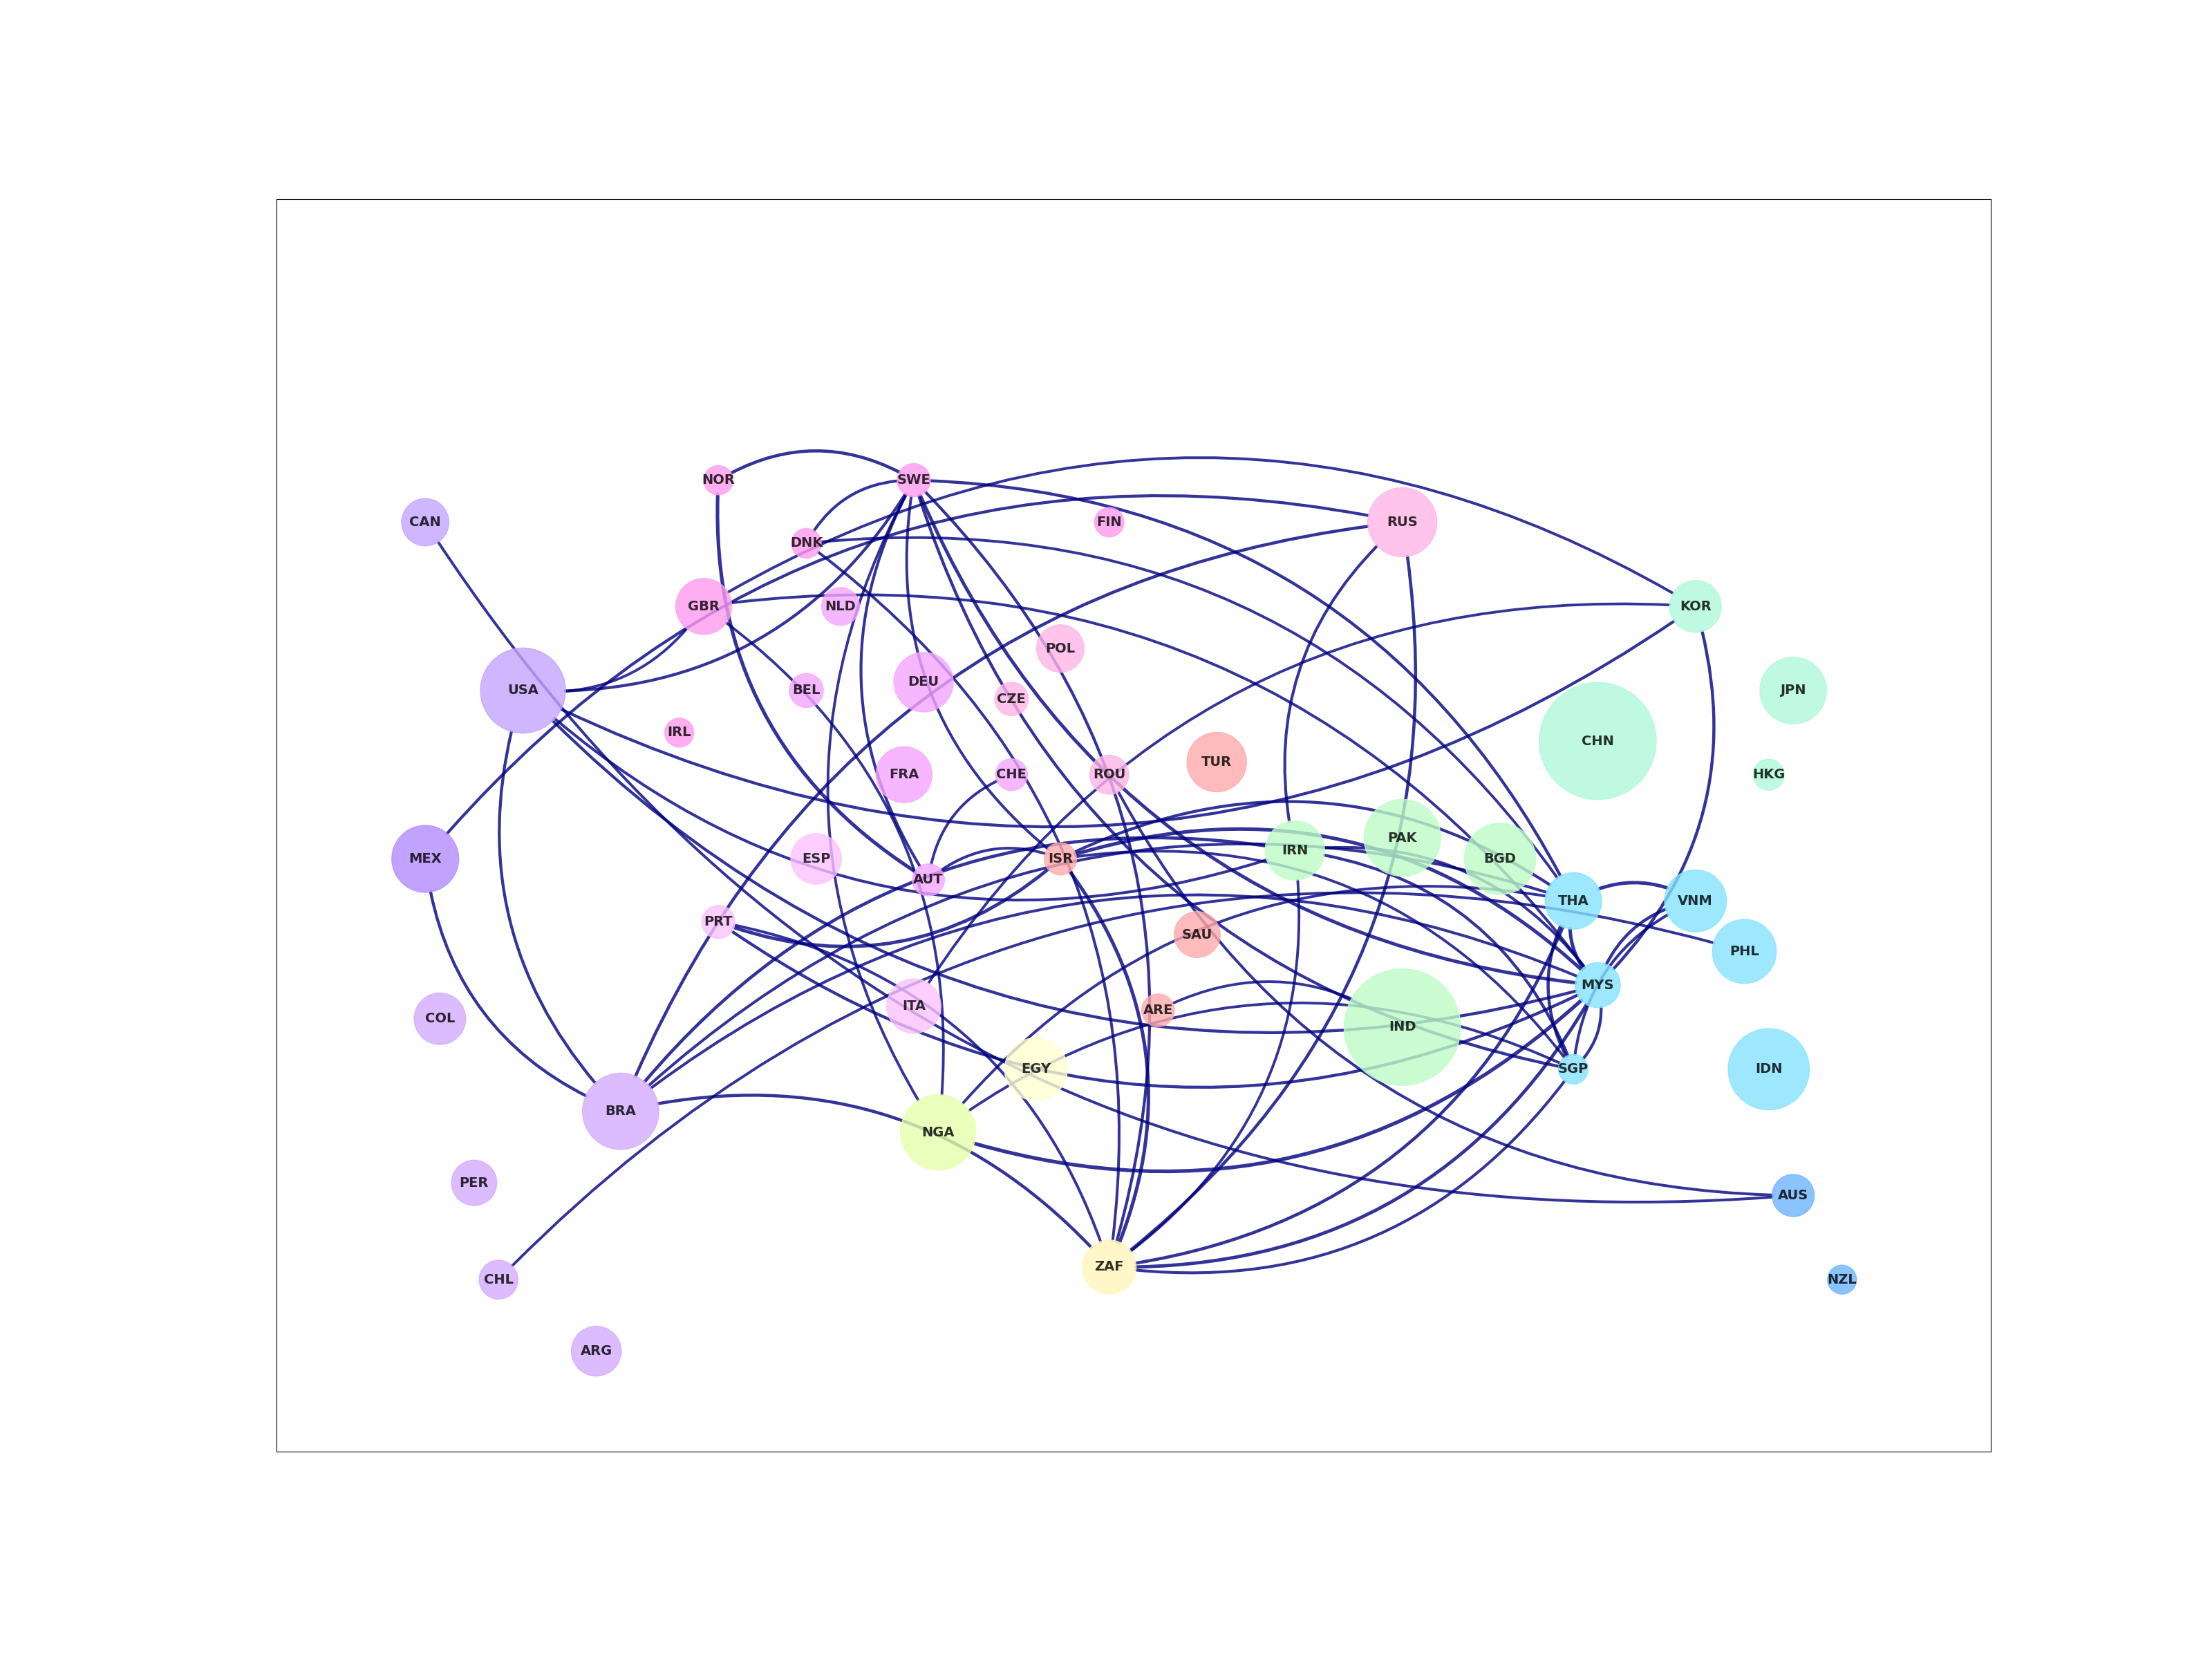 NOR
SWE
CAN
FIN
RUS
DNK
GBR
NLD
KOR
POL
USA
BEL
DEU
CZE
JPN
IRL
CHN
TUR
FRA
CHE
ROU
HKG
MEX
ESP
ISR
IRN
PAK
BGD
AUT
THA
VNM
PRT
SAU
PHL
MYS
ITA
ARE
COL
IND
EGY
SGP
IDN
BRA
NGA
PER
AUS
ZAF
CHL
NZL
ARG